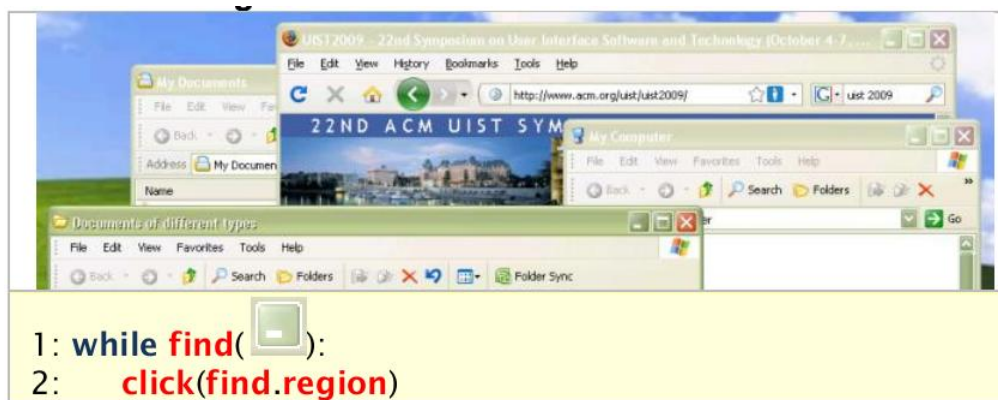 UIST2009 - 22nd Symposium on User Interface Software and Technology (October 4-7, ...
File Edit View History Bookmarks Tools Help
My Documents
http://www.acm.org/uist/uist2009/ G uist 2009
File Edit View Fav
22ND ACM UIST SYM
My Computer
Back
File Edit View Favorites Tools Help
Address My Documen
Back Search Folders
Name
er Go
Documents of different types
File Edit View Favorites Tools Help
Back Search Folders Folder Sync
1: while find( ):
2: click(find.region)